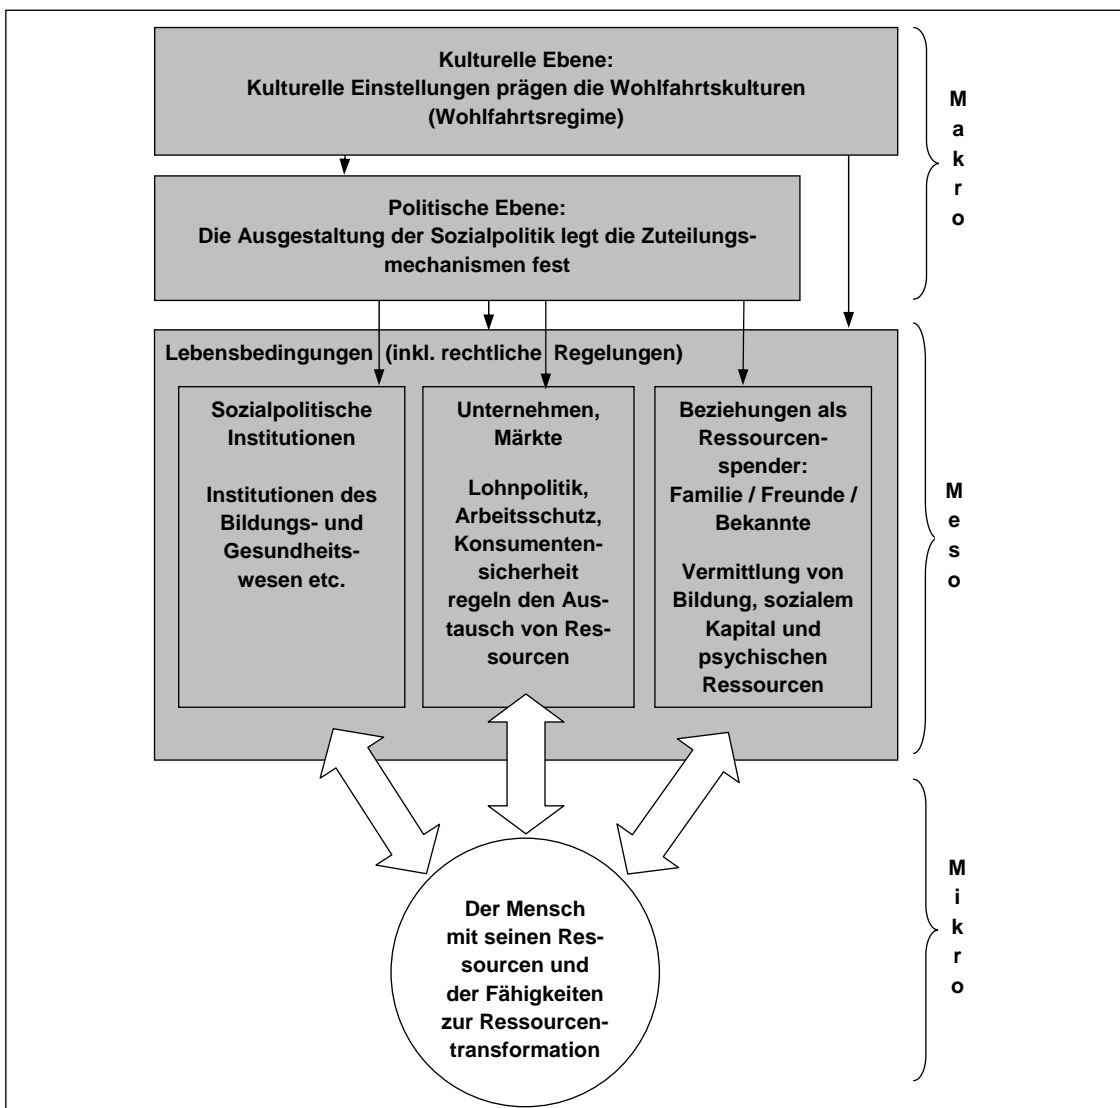 Kulturelle Ebene:
Kulturelle Einstellungen prägen die Wohlfahrtskulturen
(Wohlfahrtsregime)
Politische Ebene:
Die Ausgestaltung der Sozialpolitik legt die Zuteilungs-
mechanismen fest
Makro
Lebensbedingungen (inkl. rechtliche Regelungen)
Sozialpolitische
Institutionen
Institutionen des
Bildungs- und
Gesundheits-
wesen etc.
Unternehmen,
Märkte
Lohnpolitik,
Arbeitsschutz,
Konsumenten-
sicherheit
regeln den Aus-
tausch von Res-
sourcen
Beziehungen als
Ressourcen-
spender:
Familie / Freunde /
Bekannte
Vermittlung von
Bildung, sozialem
Kapital und
psychischen
Ressourcen
Meso
Der Mensch
mit seinen Res-
sourcen und
der Fähigkeiten
zur Ressourcen-
transformation
Mikro